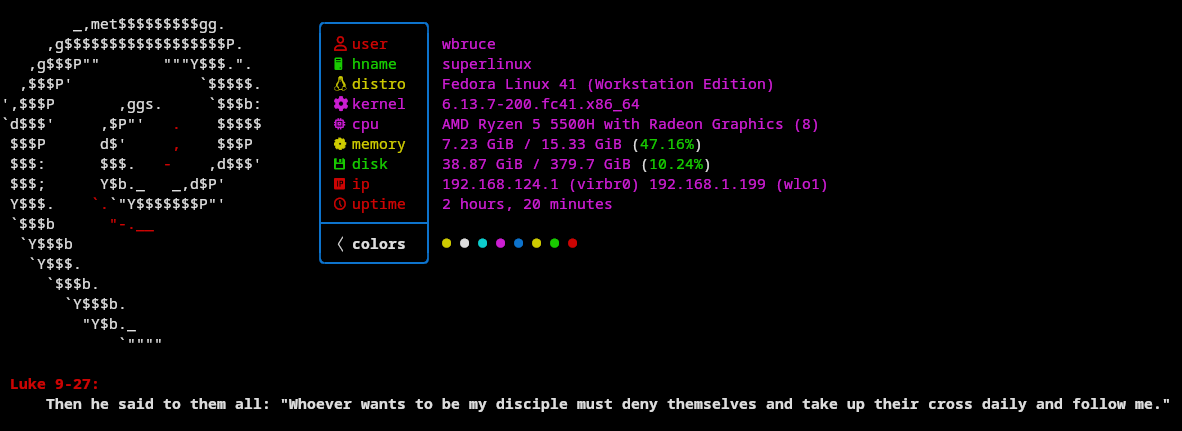 user wbruce
hname superlinux
distro Fedora Linux 41 (Workstation Edition)
kernel 6.13.7-200.fc41.x86_64
cpu AMD Ryzen 5 5500H with Radeon Graphics (8)
memory 7.23 GiB / 15.33 GiB (47.16%)
disk 38.87 GiB / 379.7 GiB (10.24%)
ip 192.168.124.1 (virbr0) 192.168.1.199 (wlo1)
uptime 2 hours, 20 minutes
colors
Luke 9-27:
Then he said to them all: "Whoever wants to be my disciple must deny themselves and take up their cross daily and follow me."